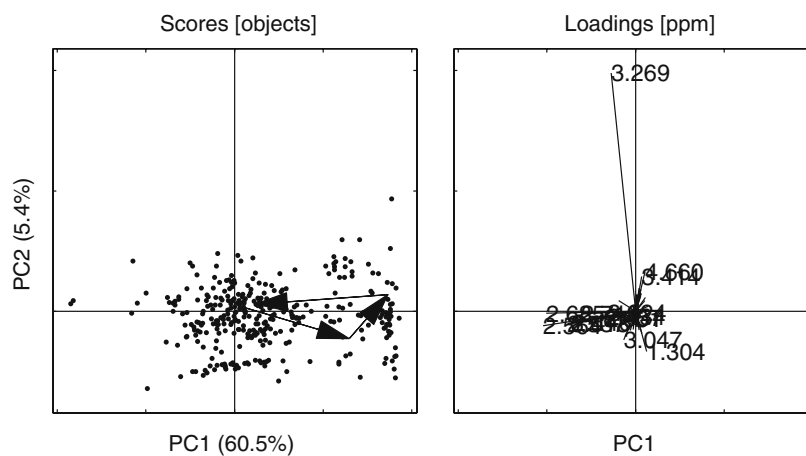 Scores [objects]
Loadings [ppm]
PC2 (5.4%)
3.269
4.660
3.414
3.047
1.304
PC1 (60.5%)
PC1